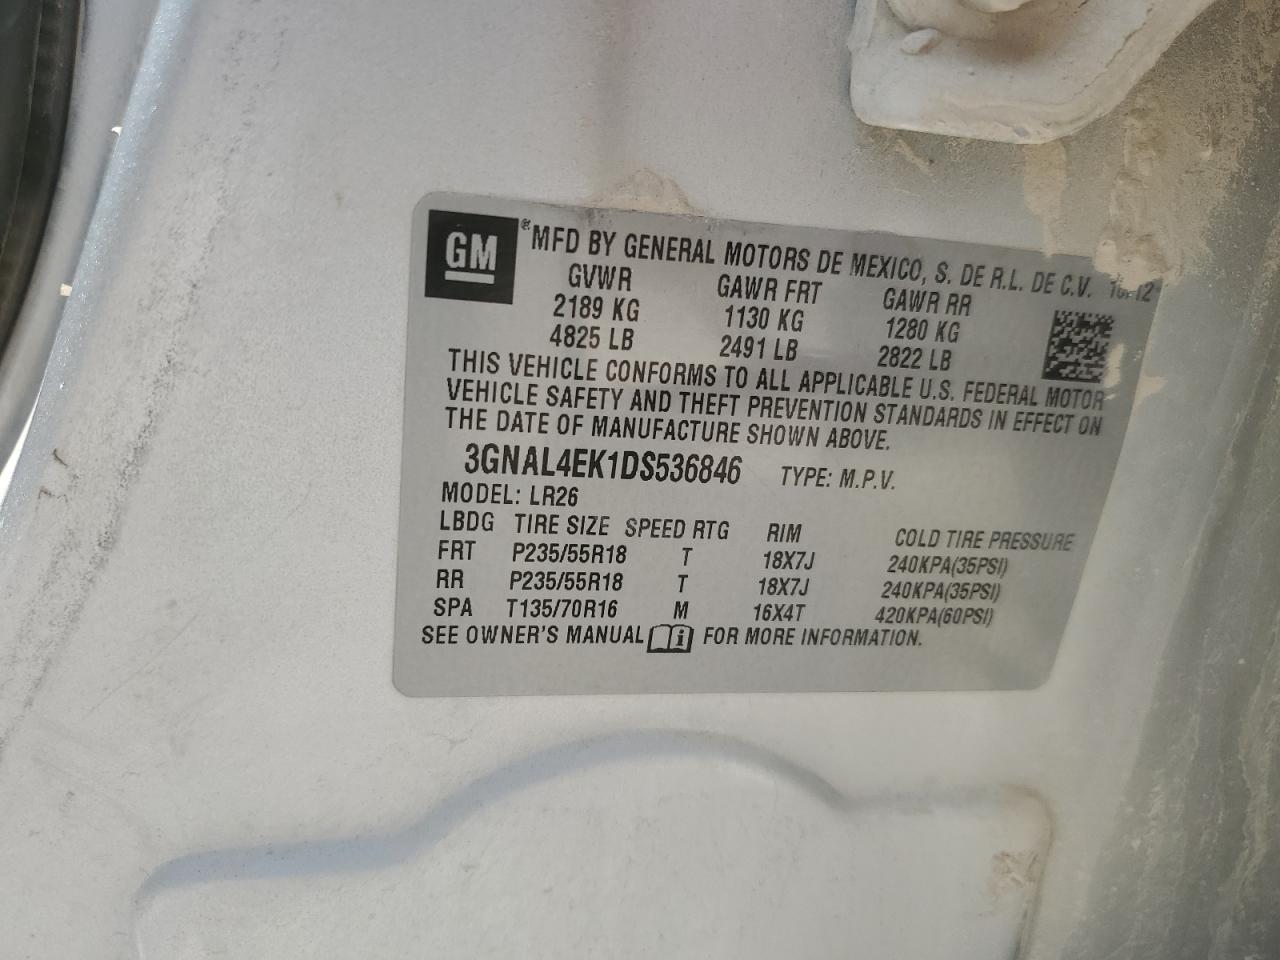 GM ® MFD BY GENERAL MOTORS DE MEXICO, S. DE R.L. DE C.V. 10/12
GVWR GAWR FRT GAWR RR
2189 KG 1130 KG 1280 KG
4825 LB 2491 LB 2822 LB
THIS VEHICLE CONFORMS TO ALL APPLICABLE U.S. FEDERAL MOTOR
VEHICLE SAFETY AND THEFT PREVENTION STANDARDS IN EFFECT ON
THE DATE OF MANUFACTURE SHOWN ABOVE.
3GNAL4EK1DS536846 TYPE: M.P.V.
MODEL: LR26
LBDG TIRE SIZE SPEED RTG RIM COLD TIRE PRESSURE
FRT P235/55R18 T 18X7J 240KPA(35PSI)
RR P235/55R18 T 18X7J 240KPA(35PSI)
SPA T135/70R16 M 16X4T 420KPA(60PSI)
SEE OWNER'S MANUAL i FOR MORE INFORMATION.